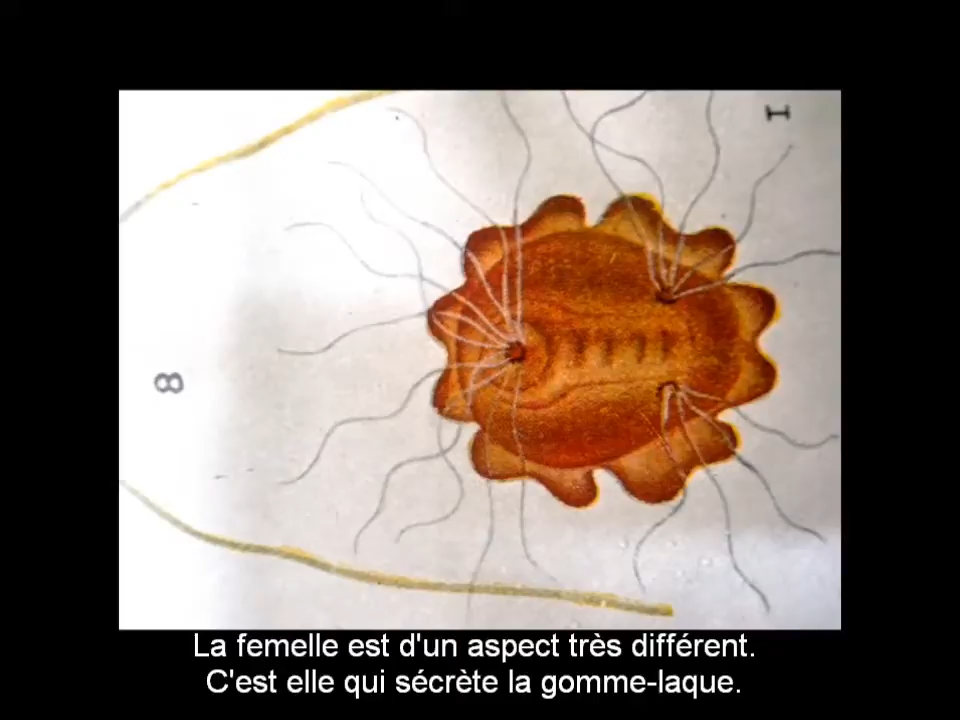 I
8
La femelle est d'un aspect très différent.
C'est elle qui sécrète la gomme-laque.